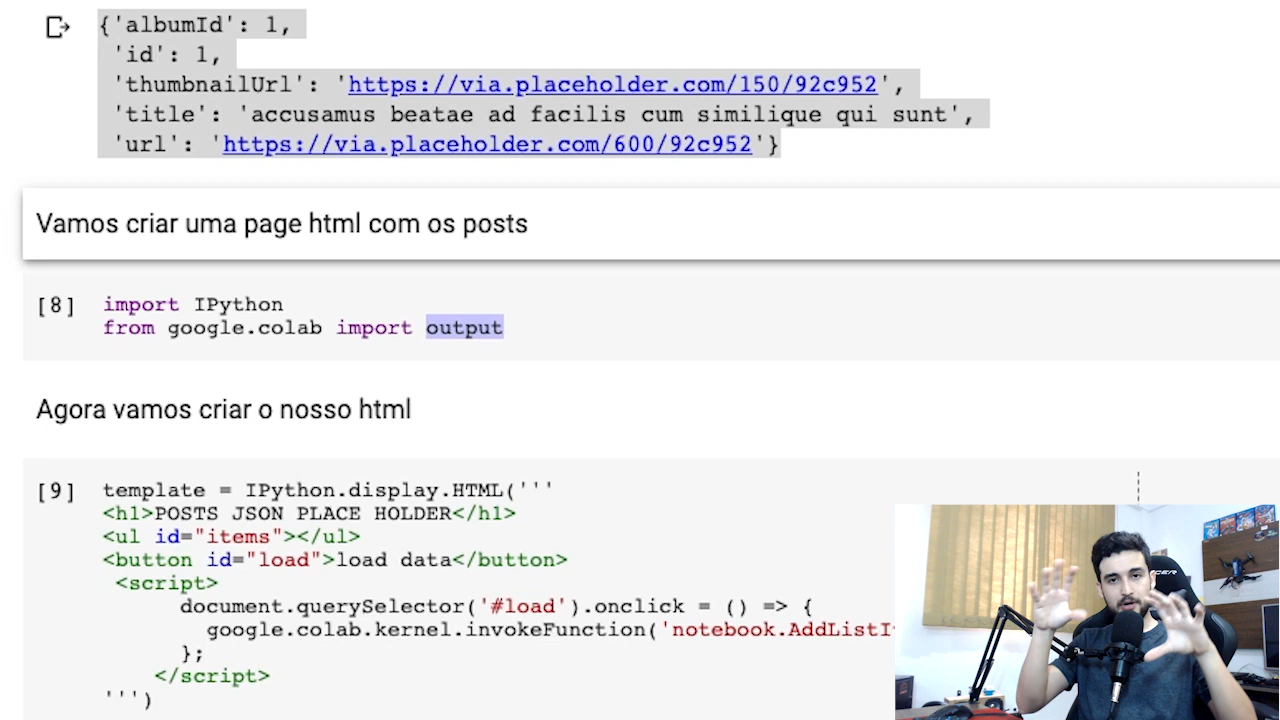 {'albumId': 1,
'id': 1,
'thumbnailUrl': 'https://via.placeholder.com/150/92c952',
'title': 'accusamus beatae ad facilis cum similique qui sunt',
'url': 'https://via.placeholder.com/600/92c952'}
Vamos criar uma page html com os posts
[8] import IPython
from google.colab import output
Agora vamos criar o nosso html
[9] template = IPython.display.HTML('''
<h1>POSTS JSON PLACE HOLDER</h1>
<ul id="items"></ul>
<button id="load">load data</button>
<script>
document.querySelector('#load').onclick = () => {
google.colab.kernel.invokeFunction('notebook.AddListI
};
</script>
''')